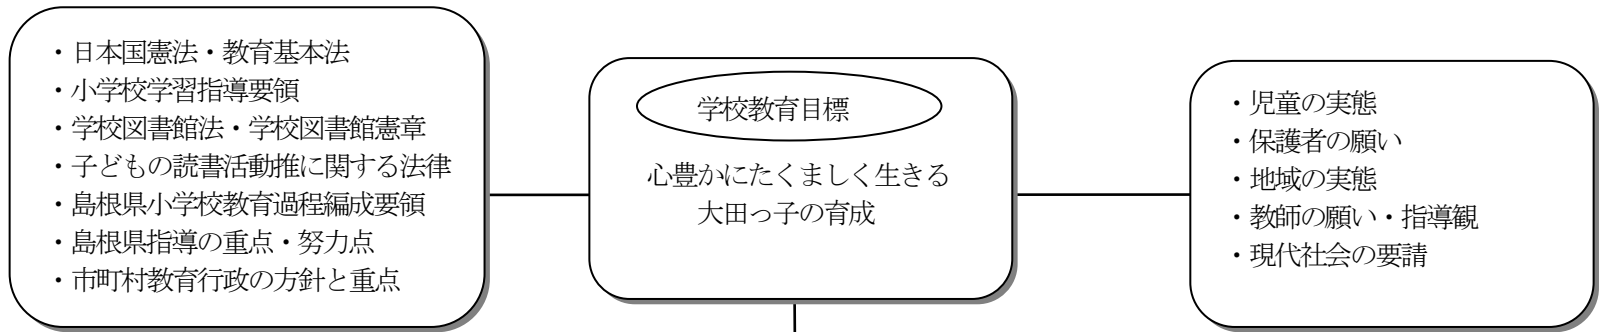 ・日本国憲法・教育基本法
・小学校学習指導要領
・学校図書館法・学校図書館憲章
・子どもの読書活動推に関する法律
・島根県小学校教育過程編成要領
・島根県指導の重点・努力点
・市町村教育行政の方針と重点
学校教育目標
心豊かにたくましく生きる
大田っ子の育成
・児童の実態
・保護者の願い
・地域の実態
・教師の願い・指導観
・現代社会の要請